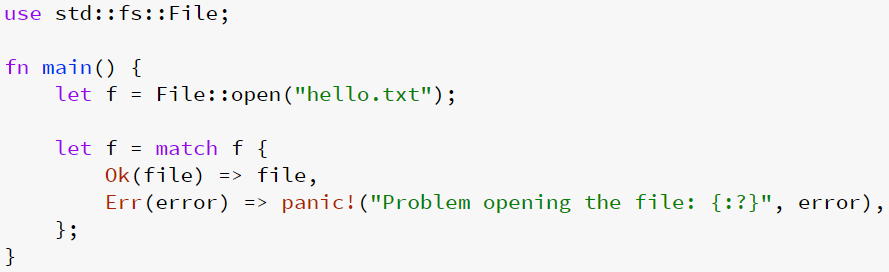 use std::fs::File;

fn main() {
    let f = File::open("hello.txt");

    let f = match f {
        Ok(file) => file,
        Err(error) => panic!("Problem opening the file: {:?}", error),
    };
}